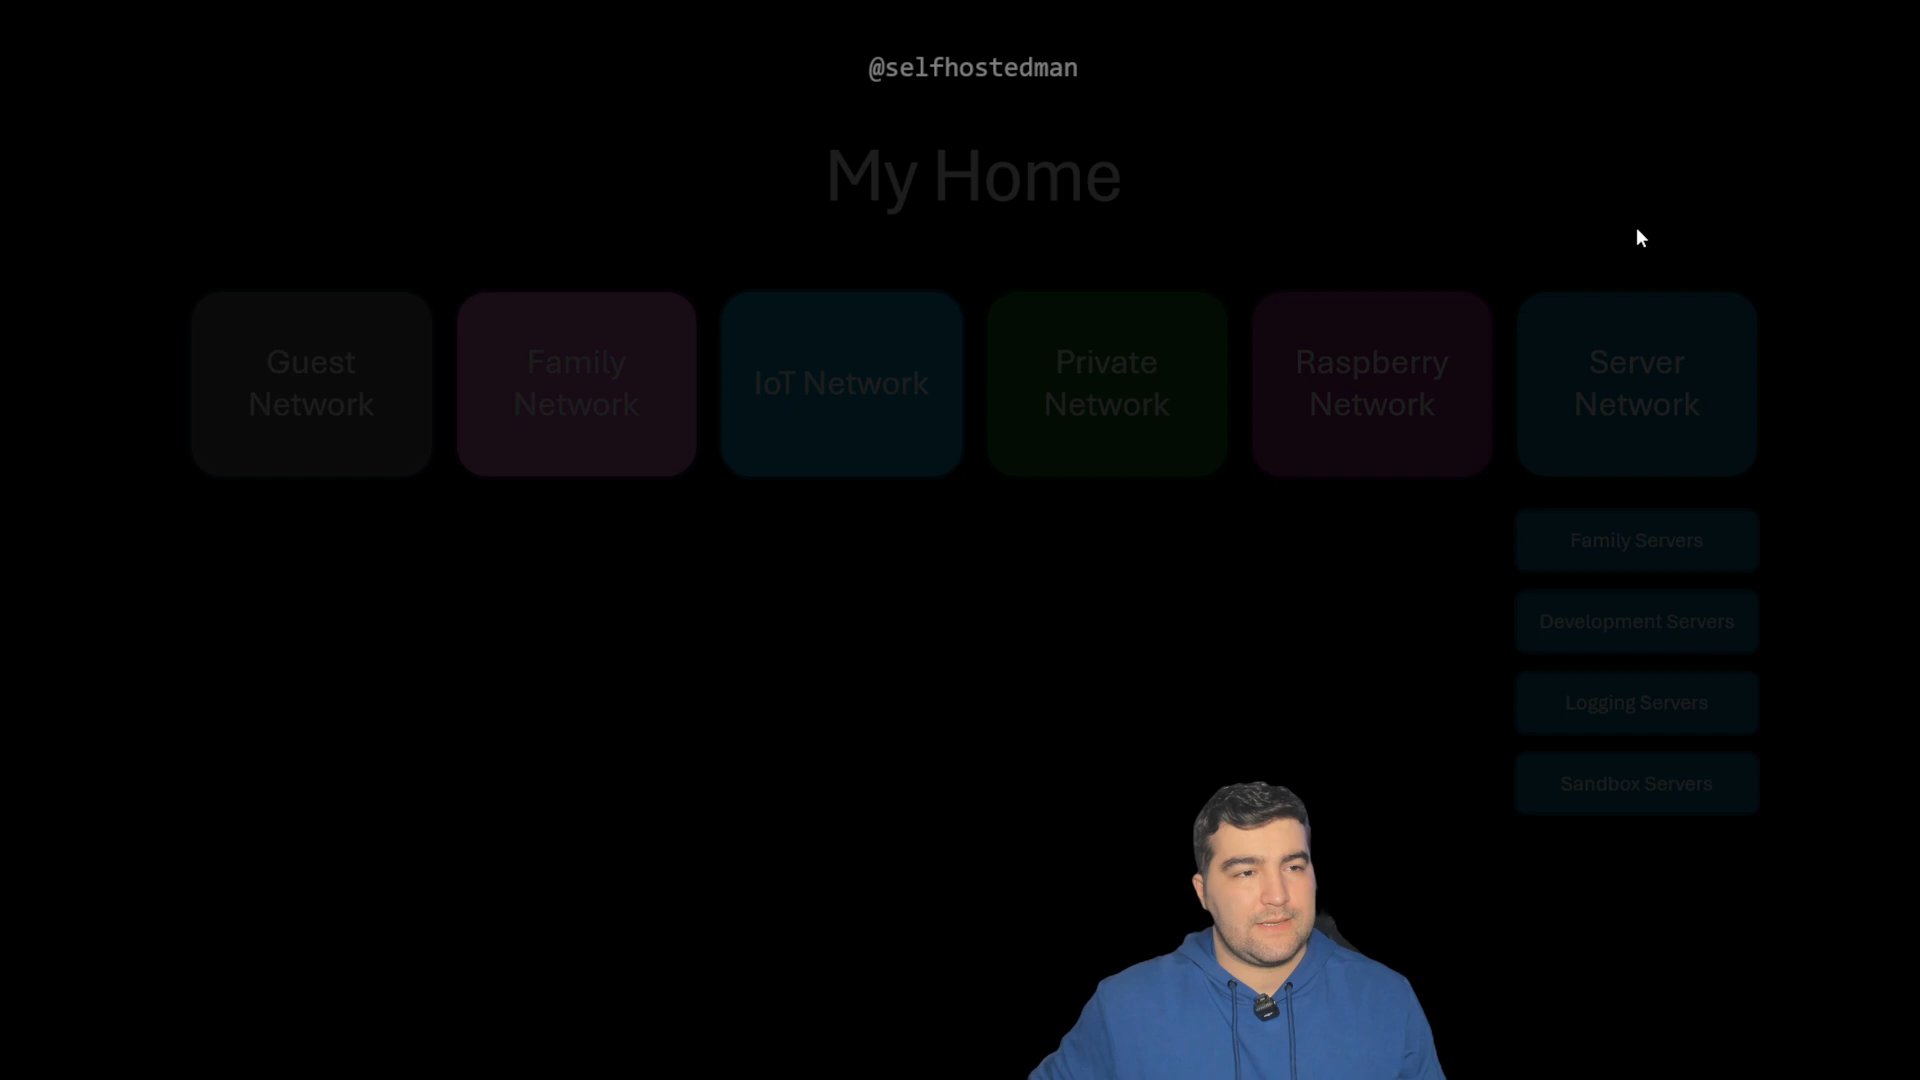 @selfhostedman
My Home
Guest
Network
Family
Network
IoT Network
Private
Network
Raspberry
Network
Server
Network
Family Servers
Development Servers
Logging Servers
Sandbox Servers